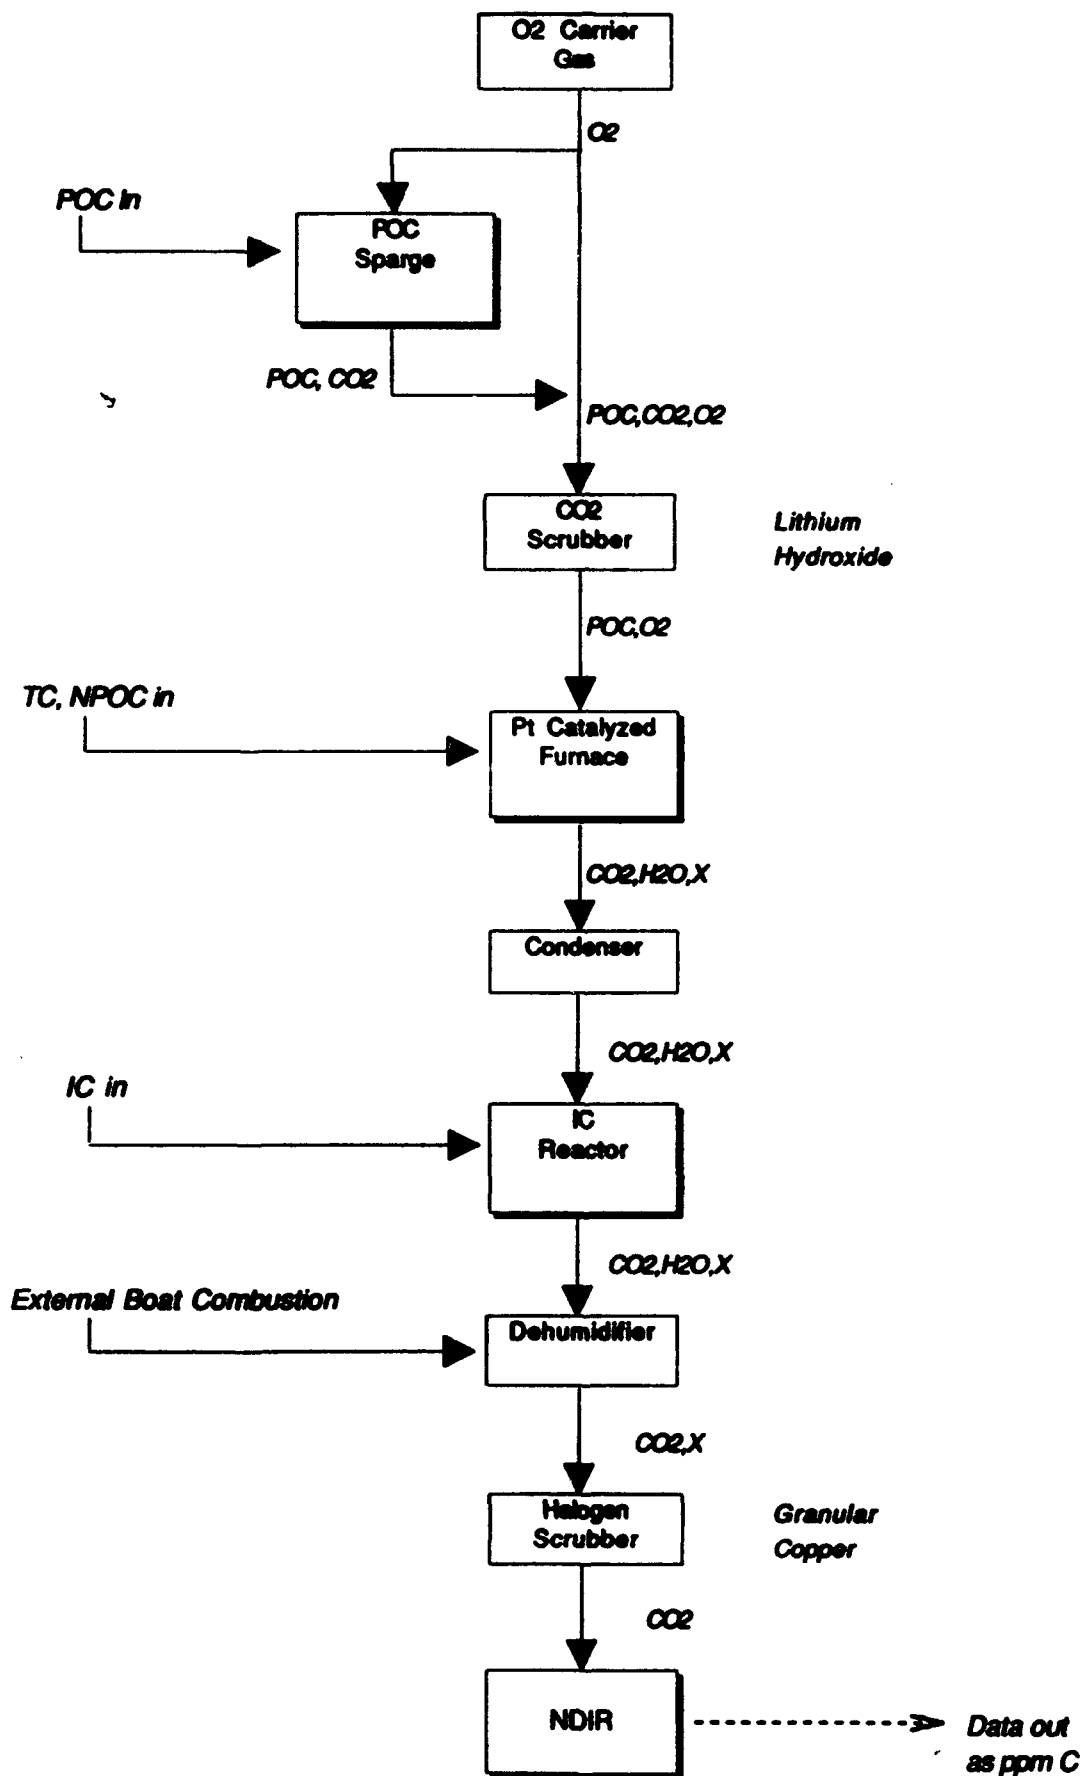 O2 Carrier
Gas
O2
POC In
POC
Sparge
POC, CO2
POC,CO2,O2
CO2
Scrubber
Lithium
Hydroxide
POC,O2
TC, NPOC in
Pt Catalyzed
Furnace
CO2,H2O,X
Condenser
CO2,H2O,X
IC in
IC
Reactor
CO2,H2O,X
External Boat Combustion
Dehumidifier
CO2,X
Halogen
Scrubber
Granular
Copper
CO2
NDIR
Data out
as ppm C